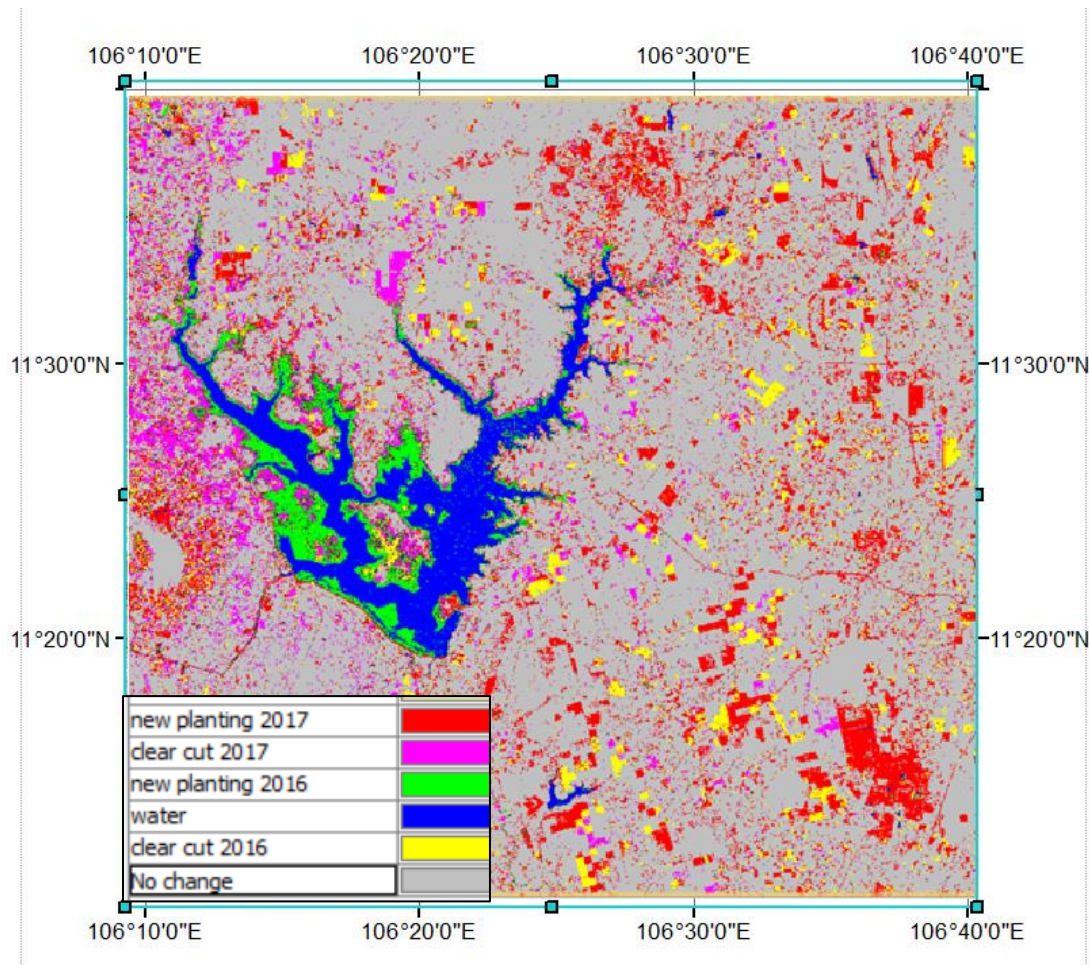 106°10'0"E 106°20'0"E 106°30'0"E 106°40'0"E
11°30'0"N 11°30'0"N
11°20'0"N 11°20'0"N
new planting 2017
clear cut 2017
new planting 2016
water
clear cut 2016
No change
106°10'0"E 106°20'0"E 106°30'0"E 106°40'0"E